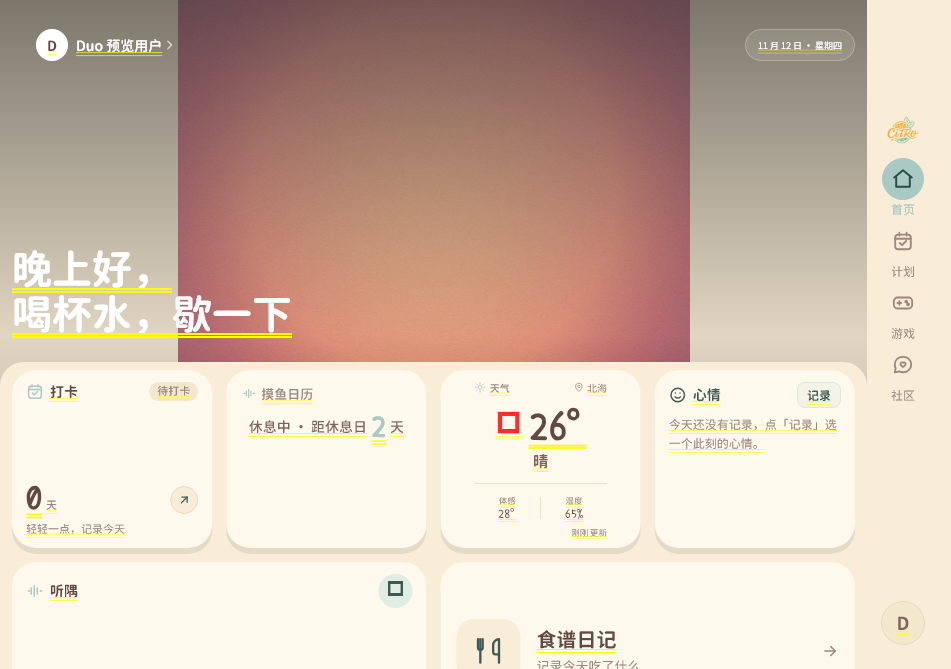 D
Duo 预览用户
11 月 12 日 · 星期四
晚上好，
喝杯水，歇一下
Citko
首页
计划
游戏
社区
D
打卡
待打卡
0 天
轻轻一点，记录今天
摸鱼日历
休息中 · 距休息日 2 天
天气
北海
26°
晴
体感
28°
湿度
65%
刚刚更新
心情
记录
今天还没有记录，点「记录」选
一个此刻的心情。
听隅
食谱日记
记录今天吃了什么